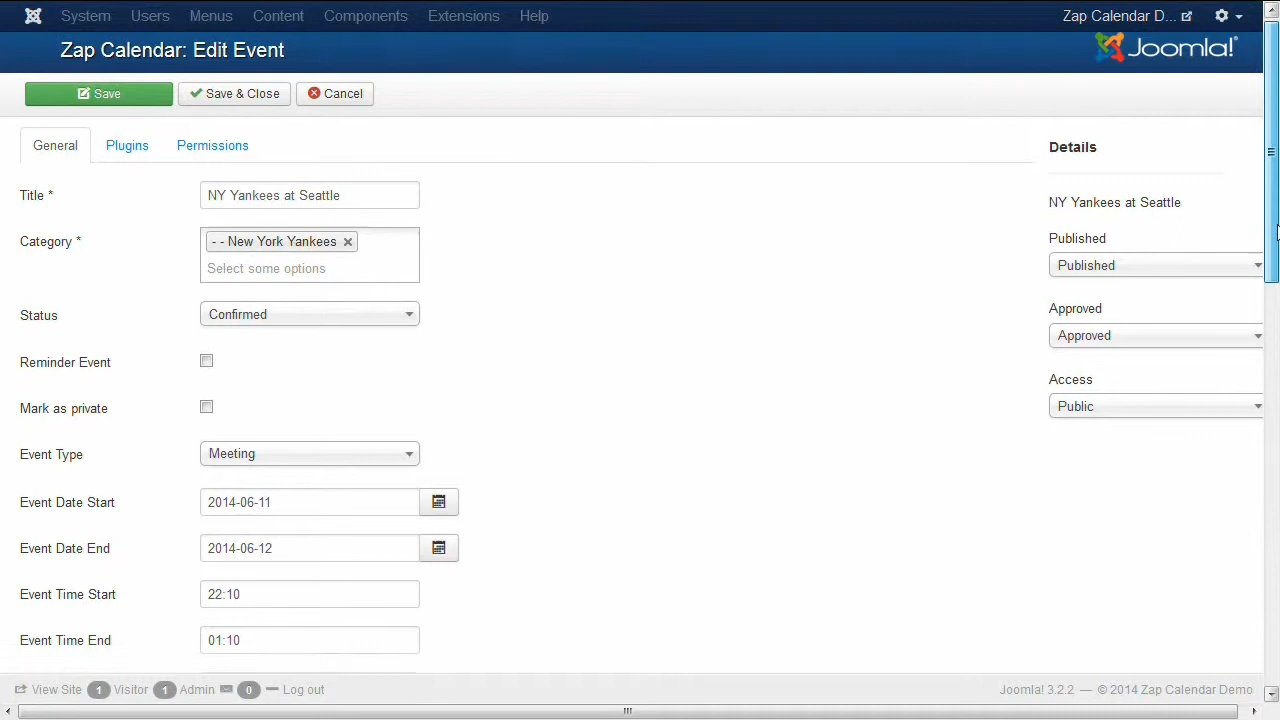 System Users Menus Content Components Extensions Help Zap Calendar D...
Zap Calendar: Edit Event Joomla!
Save Save & Close Cancel
General Plugins Permissions
Details
Title * NY Yankees at Seattle
NY Yankees at Seattle
Category * - - New York Yankees
Select some options
Published
Published
Status Confirmed
Approved
Approved
Reminder Event
Access
Public
Mark as private
Event Type Meeting
Event Date Start 2014-06-11
Event Date End 2014-06-12
Event Time Start 22:10
Event Time End 01:10
View Site 1 Visitor 1 Admin 0 Log out Joomla! 3.2.2 — © 2014 Zap Calendar Demo